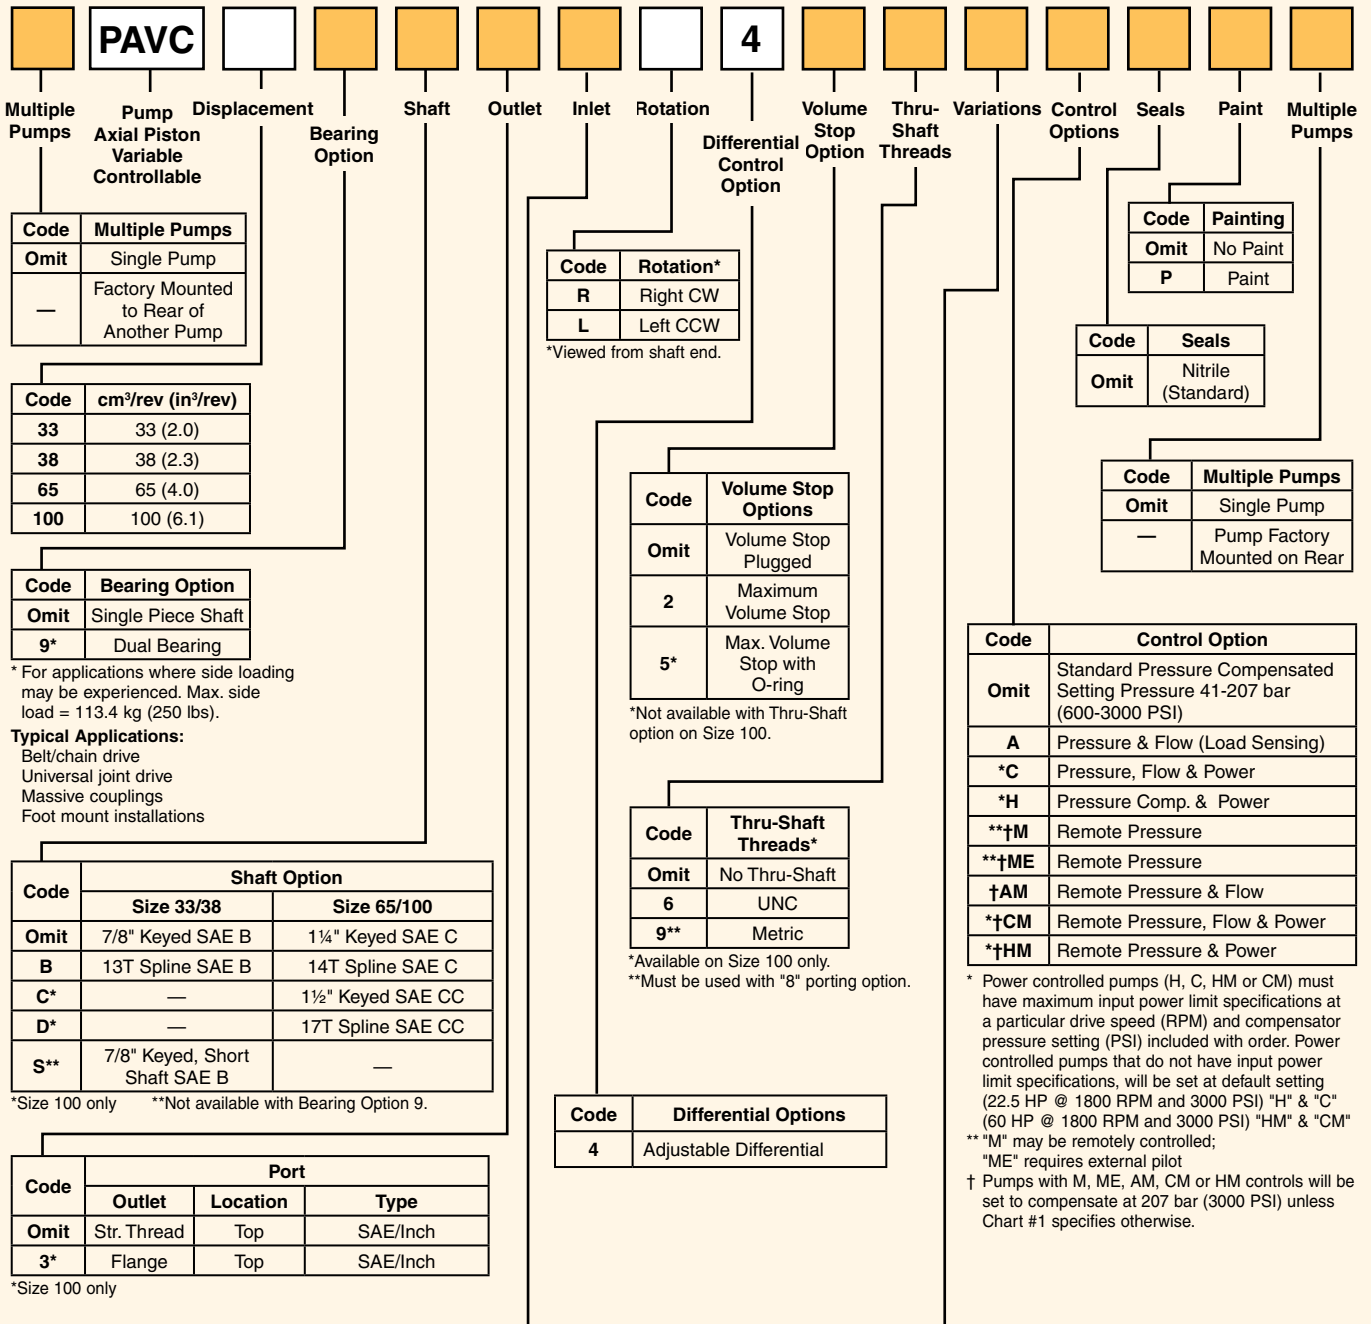 PAVC
4
Multiple
Pumps
Pump
Axial Piston
Variable
Controllable
Displacement
Bearing
Option
Shaft
Outlet
Inlet
Rotation
Differential
Control
Option
Volume
Stop
Option
Thru-
Shaft
Threads
Variations
Control
Options
Seals
Paint
Multiple
Pumps
Code Multiple Pumps
Omit Single Pump
— Factory Mounted
to Rear of
Another Pump
Code cm³/rev (in³/rev)
33 33 (2.0)
38 38 (2.3)
65 65 (4.0)
100 100 (6.1)
Code Bearing Option
Omit Single Piece Shaft
9* Dual Bearing
* For applications where side loading
may be experienced. Max. side
load = 113.4 kg (250 lbs).
Typical Applications:
Belt/chain drive
Universal joint drive
Massive couplings
Foot mount installations
Code Shaft Option
Size 33/38 Size 65/100
Omit 7/8" Keyed SAE B 1¼" Keyed SAE C
B 13T Spline SAE B 14T Spline SAE C
C* — 1½" Keyed SAE CC
D* — 17T Spline SAE CC
S** 7/8" Keyed, Short
Shaft SAE B —
*Size 100 only **Not available with Bearing Option 9.
Code Port
Outlet Location Type
Omit Str. Thread Top SAE/Inch
3* Flange Top SAE/Inch
*Size 100 only
Code Rotation*
R Right CW
L Left CCW
*Viewed from shaft end.
Code Volume Stop
Options
Omit Volume Stop
Plugged
2 Maximum
Volume Stop
5* Max. Volume
Stop with
O-ring
*Not available with Thru-Shaft
option on Size 100.
Code Thru-Shaft
Threads*
Omit No Thru-Shaft
6 UNC
9** Metric
*Available on Size 100 only.
**Must be used with "8" porting option.
Code Differential Options
4 Adjustable Differential
Code Painting
Omit No Paint
P Paint
Code Seals
Omit Nitrile
(Standard)
Code Multiple Pumps
Omit Single Pump
— Pump Factory
Mounted on Rear
Code Control Option
Omit Standard Pressure Compensated
Setting Pressure 41-207 bar
(600-3000 PSI)
A Pressure & Flow (Load Sensing)
*C Pressure, Flow & Power
*H Pressure Comp. & Power
**†M Remote Pressure
**†ME Remote Pressure
†AM Remote Pressure & Flow
*†CM Remote Pressure, Flow & Power
*†HM Remote Pressure & Power
* Power controlled pumps (H, C, HM or CM) must
have maximum input power limit specifications at
a particular drive speed (RPM) and compensator
pressure setting (PSI) included with order. Power
controlled pumps that do not have input power
limit specifications, will be set at default setting
(22.5 HP @ 1800 RPM and 3000 PSI) "H" & "C"
(60 HP @ 1800 RPM and 3000 PSI) "HM" & "CM"
** "M" may be remotely controlled;
"ME" requires external pilot
† Pumps with M, ME, AM, CM or HM controls will be
set to compensate at 207 bar (3000 PSI) unless
Chart #1 specifies otherwise.